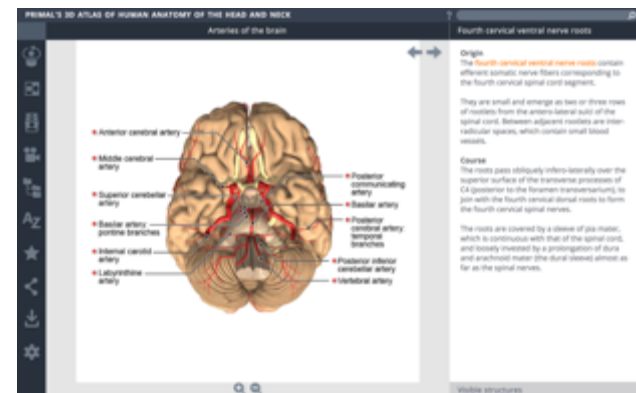 PRIMAL'S 3D ATLAS OF HUMAN ANATOMY OF THE HEAD AND NECK
?
Arteries of the brain
Fourth cervical ventral nerve roots
AZ
Anterior cerebral artery
Middle cerebral
artery
Superior cerebellar
artery
Basilar artery:
pontine branches
Internal carotid
artery
Labyrinthine
artery
Posterior
communicating
artery
Basilar artery
Posterior
cerebral artery:
temporal
branches
Posterior inferior
cerebellar artery
Vertebral artery
Origin
The fourth cervical ventral nerve roots contain
efferent somatic nerve fibers corresponding to
the fourth cervical spinal cord segment.
They are small and emerge as two or three rows
of rootlets from the antero-lateral sulci of the
spinal cord. Between adjacent rootlets are inter-
radicular spaces, which contain small blood
vessels.
Course
The roots pass obliquely infero-laterally over the
superior surface of the transverse processes of
C4 (posterior to the foramen transversarium), to
join with the fourth cervical dorsal roots to form
the fourth cervical spinal nerves.
The roots are covered by a sleeve of pia mater,
which is continuous with that of the spinal cord,
and loosely invested by a prolongation of dura
and arachnoid mater (the dural sleeve) almost as
far as the spinal nerves.
Visible structures